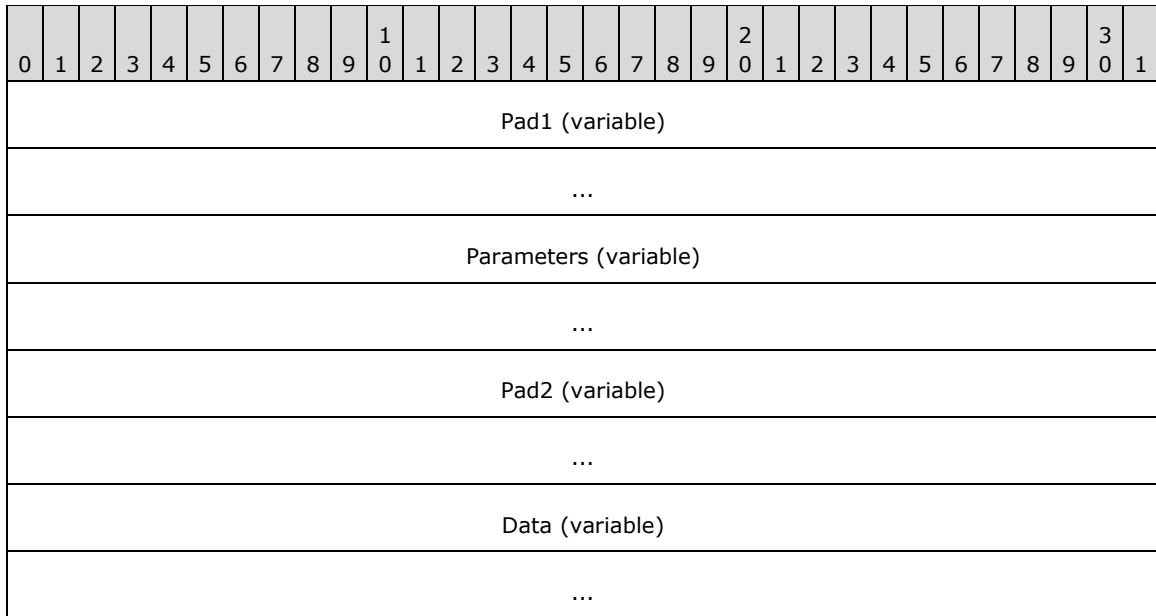 1 2 3
0 1 2 3 4 5 6 7 8 9 0 1 2 3 4 5 6 7 8 9 0 1 2 3 4 5 6 7 8 9 0 1
Pad1 (variable)
...
Parameters (variable)
...
Pad2 (variable)
...
Data (variable)
...